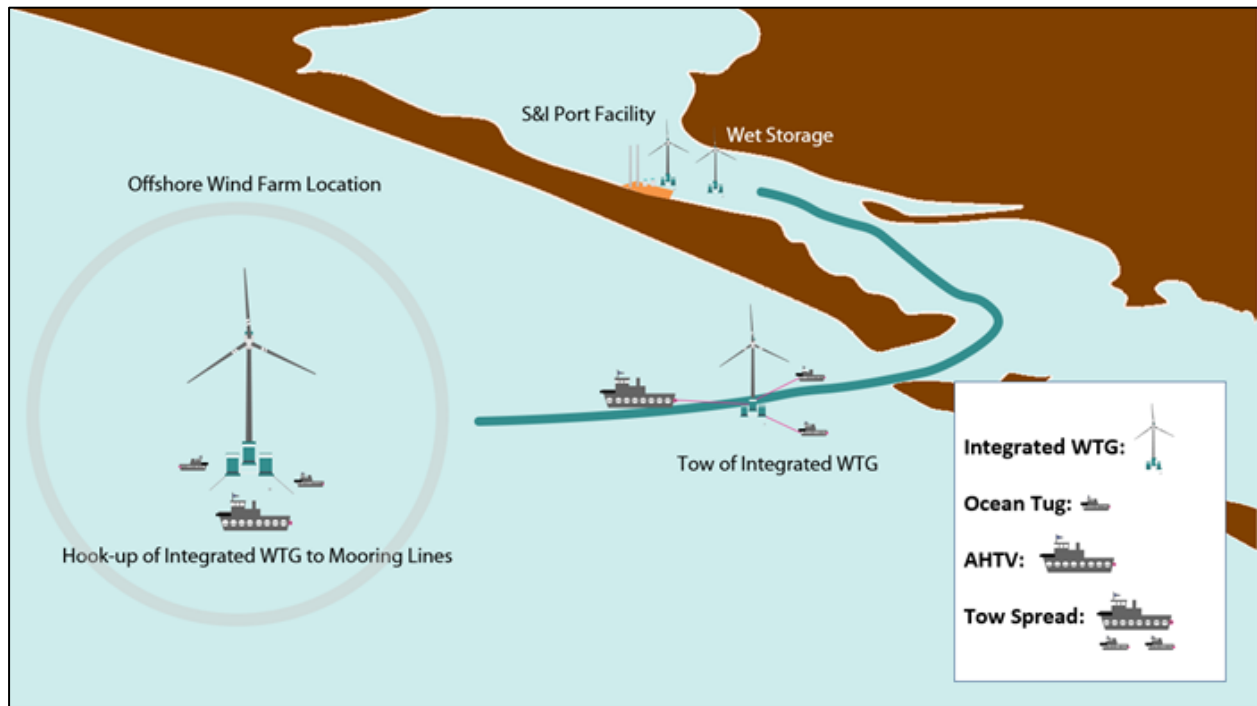 S&I Port Facility
Wet Storage
Offshore Wind Farm Location
Tow of Integrated WTG
Hook-up of Integrated WTG to Mooring Lines
Integrated WTG:
Ocean Tug:
AHTV:
Tow Spread: